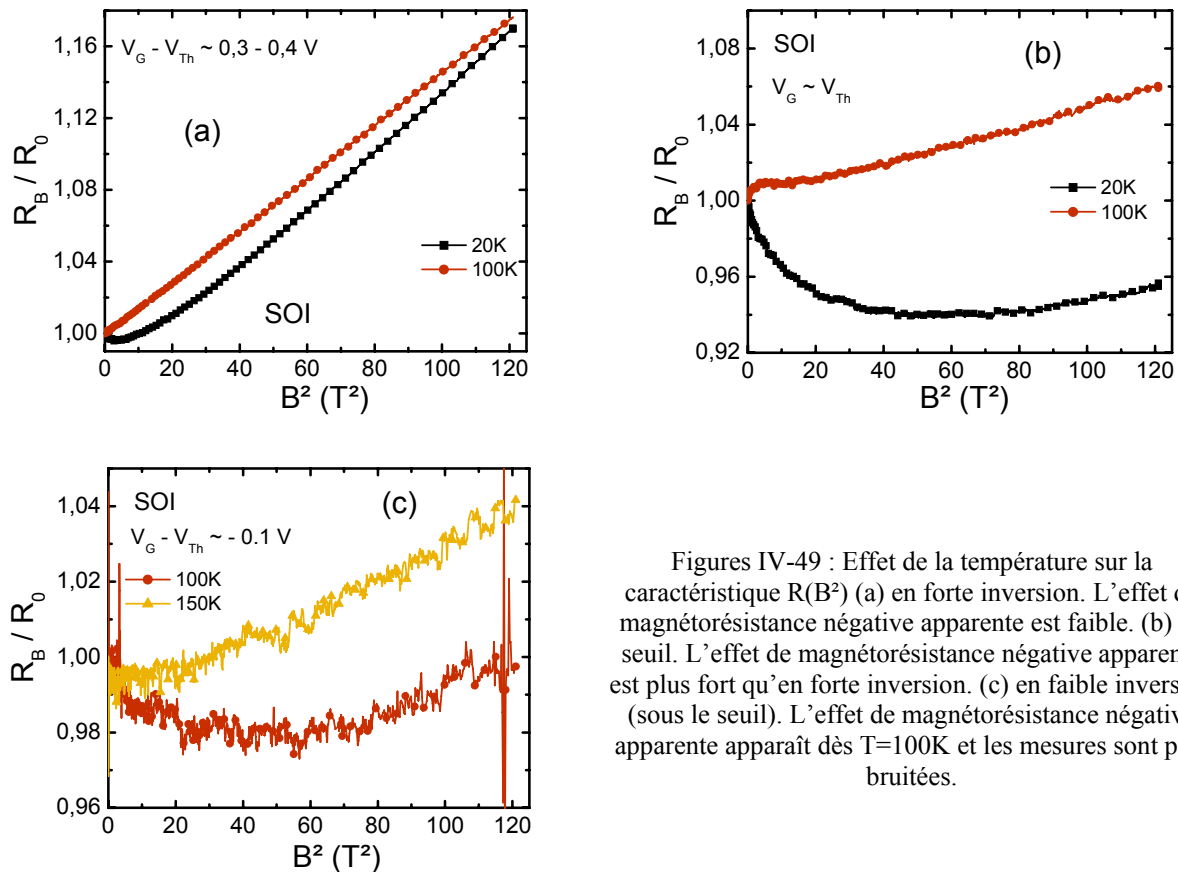 1,16
1,12
1,08
1,04
1,00
R_B / R_0
V_G - V_Th ~ 0,3 - 0,4 V
(a)
20K
100K
SOI
0 20 40 60 80 100 120
B² (T²)
1,08
1,04
1,00
0,96
0,92
R_B / R_0
SOI
(b)
V_G ~ V_Th
20K
100K
0 20 40 60 80 100 120
B² (T²)
1,04
1,02
1,00
0,98
0,96
R_B / R_0
SOI
(c)
V_G - V_Th ~ - 0.1 V
100K
150K
0 20 40 60 80 100 120
B² (T²)
Figures IV-49 : Effet de la température sur la
caractéristique R(B²) (a) en forte inversion. L’effet
magnétorésistance négative apparente est faible. (b)
seuil. L’effet de magnétorésistance négative apparen
est plus fort qu’en forte inversion. (c) en faible invers
(sous le seuil). L’effet de magnétorésistance négativ
apparente apparaît dès T=100K et les mesures sont p
bruitées.